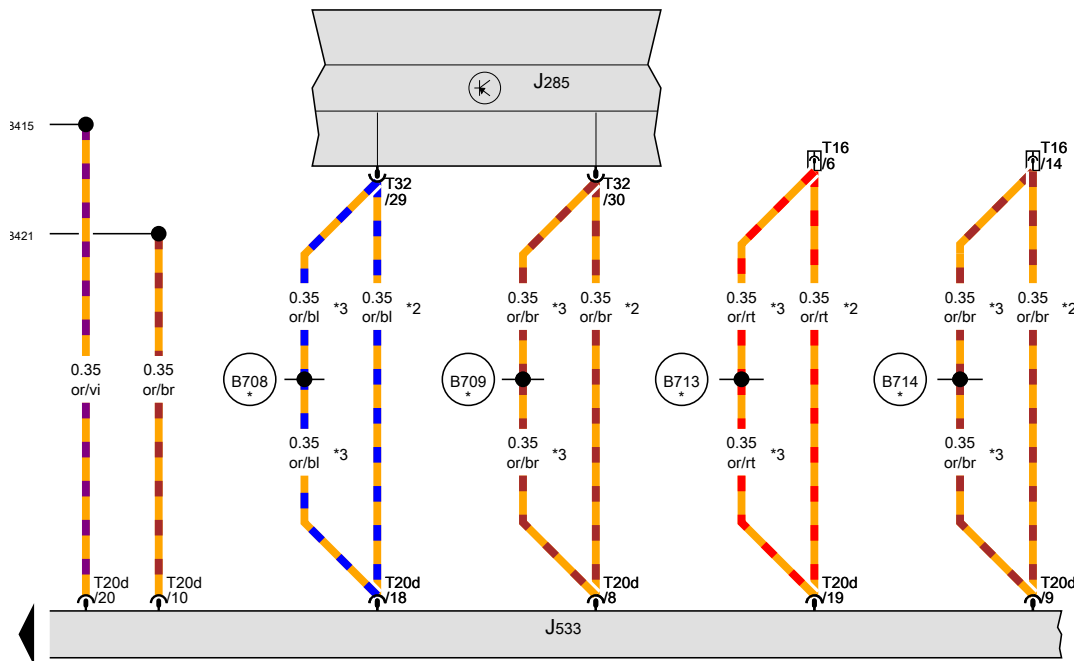 J285
3415
T16
/6
T16
/14
T32
/29
T32
/30
3421
0.35
or/bl
*3
0.35
or/bl
*2
0.35
or/br
*3
0.35
or/br
*2
0.35
or/rt
*3
0.35
or/rt
*2
0.35
or/br
*3
0.35
or/br
*2
0.35
or/vi
0.35
or/br
B708
*
B709
*
B713
*
B714
*
0.35
or/bl
*3
0.35
or/br
*3
0.35
or/rt
*3
0.35
or/br
*3
T20d
/20
T20d
/10
T20d
/18
T20d
/8
T20d
/19
T20d
/9
J533